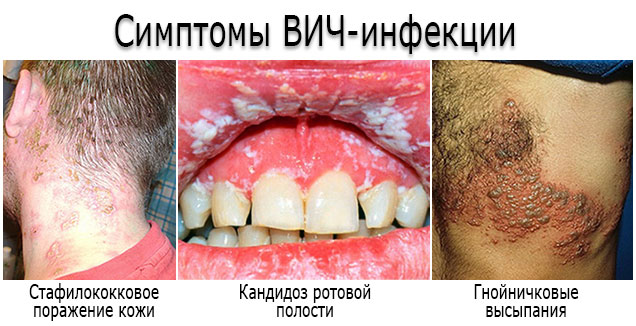 Симптомы ВИЧ-инфекции
Стафилококковое
поражение кожи
Кандидоз ротовой
полости
Гнойничковые
высыпания